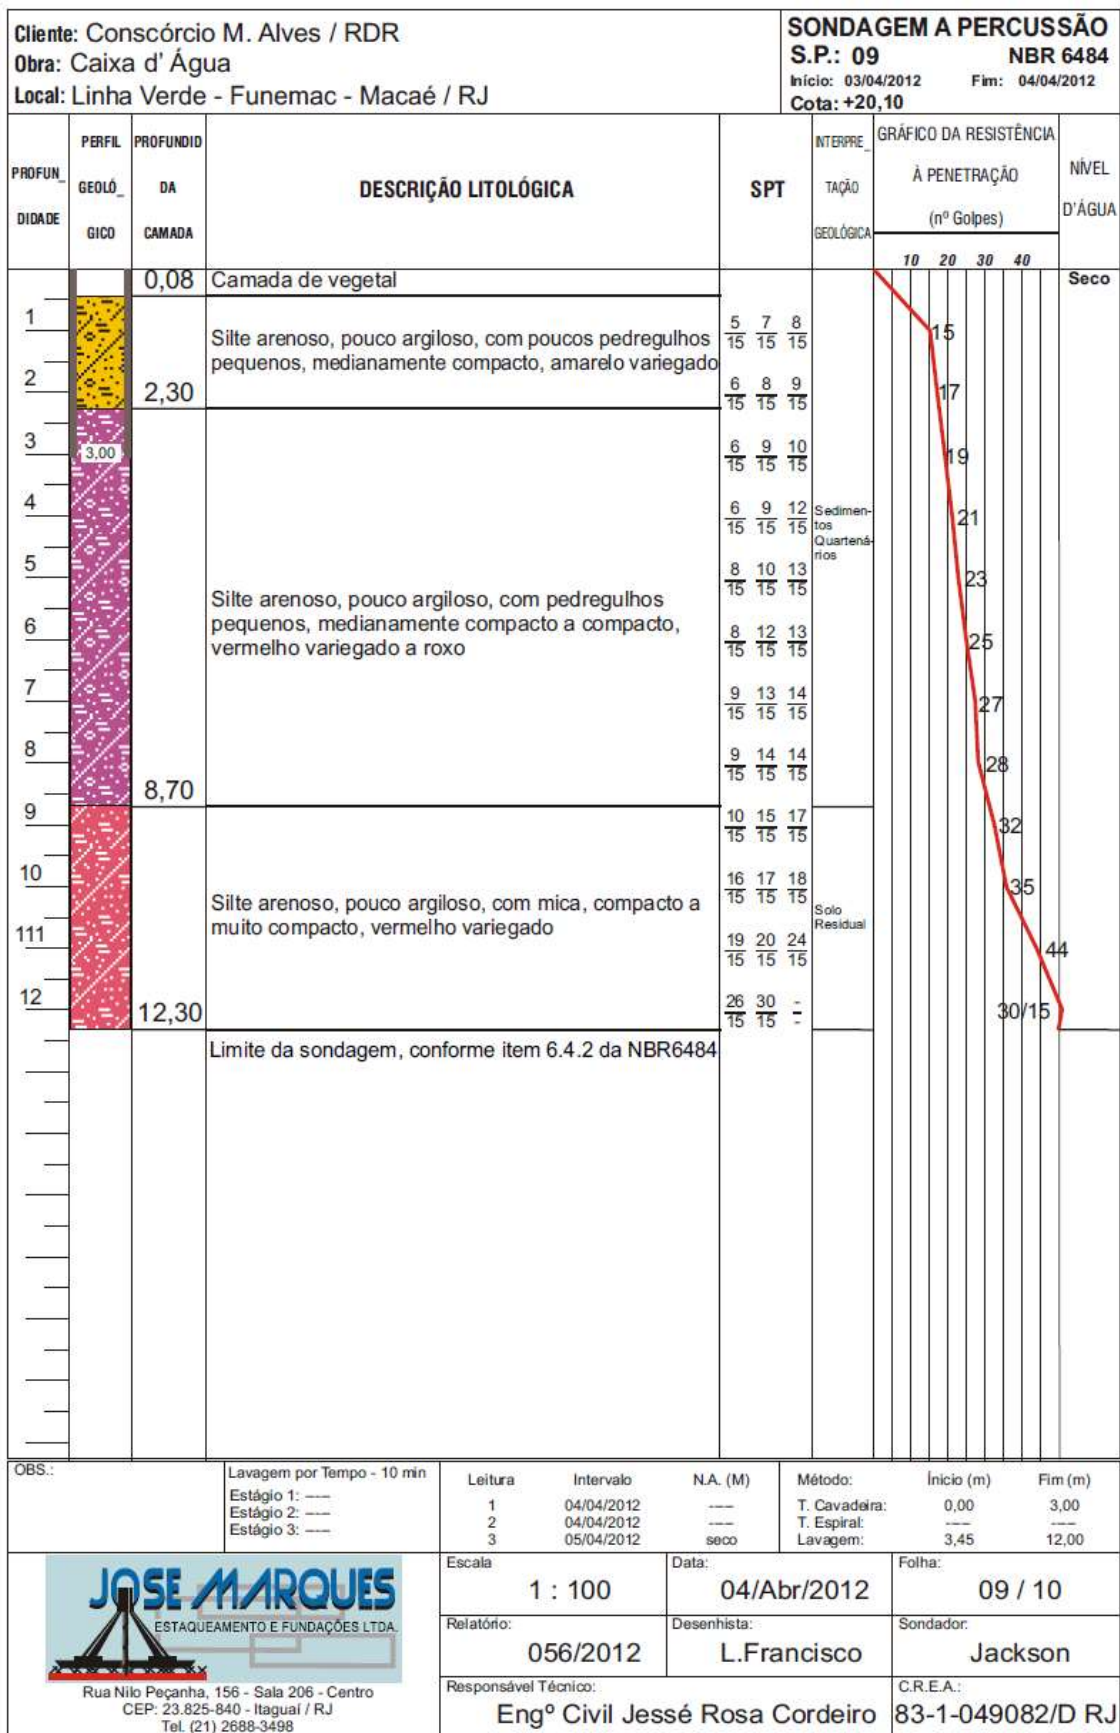 Cliente: Conscórcio M. Alves / RDR
Obra: Caixa d' Água
Local: Linha Verde - Funemac - Macaé / RJ
SONDAGEM A PERCUSSÃO
S.P.: 09 NBR 6484
Início: 03/04/2012 Fim: 04/04/2012
Cota: +20,10
PROFUN_
DIDADE
PERFIL
GEOLÓ_
GICO
PROFUNDID
DA
CAMADA
DESCRIÇÃO LITOLÓGICA
SPT
INTERPRE_
TAÇÃO
GEOLÓGICA
GRÁFICO DA RESISTÊNCIA
À PENETRAÇÃO
(nº Golpes)
10 20 30 40
NÍVEL
D'ÁGUA
0,08 Camada de vegetal
Seco
1
Silte arenoso, pouco argiloso, com poucos pedregulhos
pequenos, medianamente compacto, amarelo variegado
5 7 8
15 15 15
15
2
2,30
6 8 9
15 15 15
17
3
3,00
6 9 10
15 15 15
19
4
6 9 12
15 15 15
Sedimen-
tos
Quartená-
rios
21
5
8 10 13
15 15 15
23
Silte arenoso, pouco argiloso, com pedregulhos
pequenos, medianamente compacto a compacto,
vermelho variegado a roxo
6
8 12 13
15 15 15
25
7
9 13 14
15 15 15
27
8
9 14 14
15 15 15
28
8,70
9
10 15 17
15 15 15
32
10
16 17 18
15 15 15
35
Silte arenoso, pouco argiloso, com mica, compacto a
muito compacto, vermelho variegado
Solo
Residual
111
19 20 24
15 15 15
44
12
12,30
26 30 -
15 15 -
30/15
Limite da sondagem, conforme item 6.4.2 da NBR6484
OBS.:
Lavagem por Tempo - 10 min
Estágio 1: ----
Estágio 2: ----
Estágio 3: ----
Leitura Intervalo N.A. (M)
1 04/04/2012 ----
2 04/04/2012 ----
3 05/04/2012 seco
Método: Ínicio (m) Fim (m)
T. Cavadeira: 0,00 3,00
T. Espiral: ---- ----
Lavagem: 3,45 12,00
JOSE MARQUES
ESTAQUEAMENTO E FUNDAÇÕES LTDA.
Rua Nilo Peçanha, 156 - Sala 206 - Centro
CEP: 23.825-840 - Itaguaí / RJ
Tel. (21) 2688-3498
Escala
1 : 100
Data:
04/Abr/2012
Folha:
09 / 10
Relatório:
056/2012
Desenhista:
L.Francisco
Sondador:
Jackson
Responsável Técnico:
Engº Civil Jessé Rosa Cordeiro
C.R.E.A.:
83-1-049082/D RJ